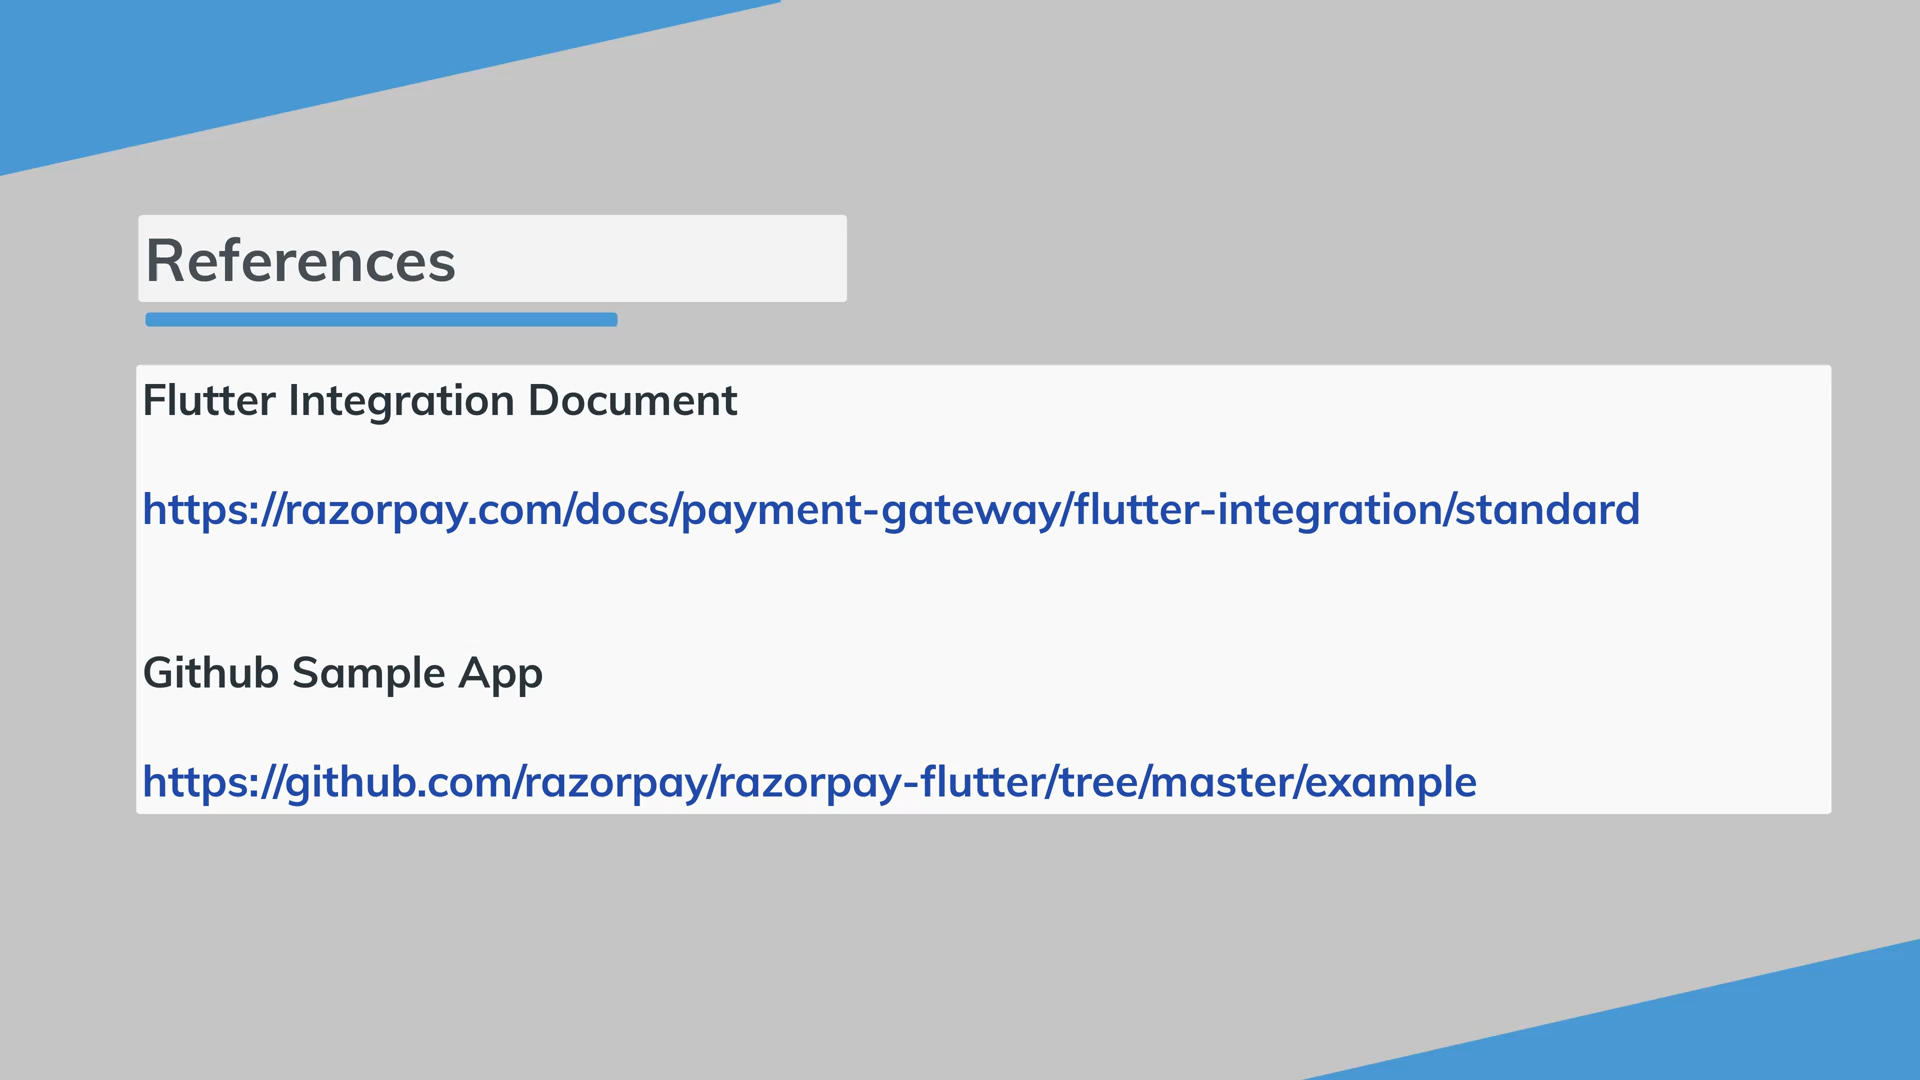 References
Flutter Integration Document
https://razorpay.com/docs/payment-gateway/flutter-integration/standard
Github Sample App
https://github.com/razorpay/razorpay-flutter/tree/master/example